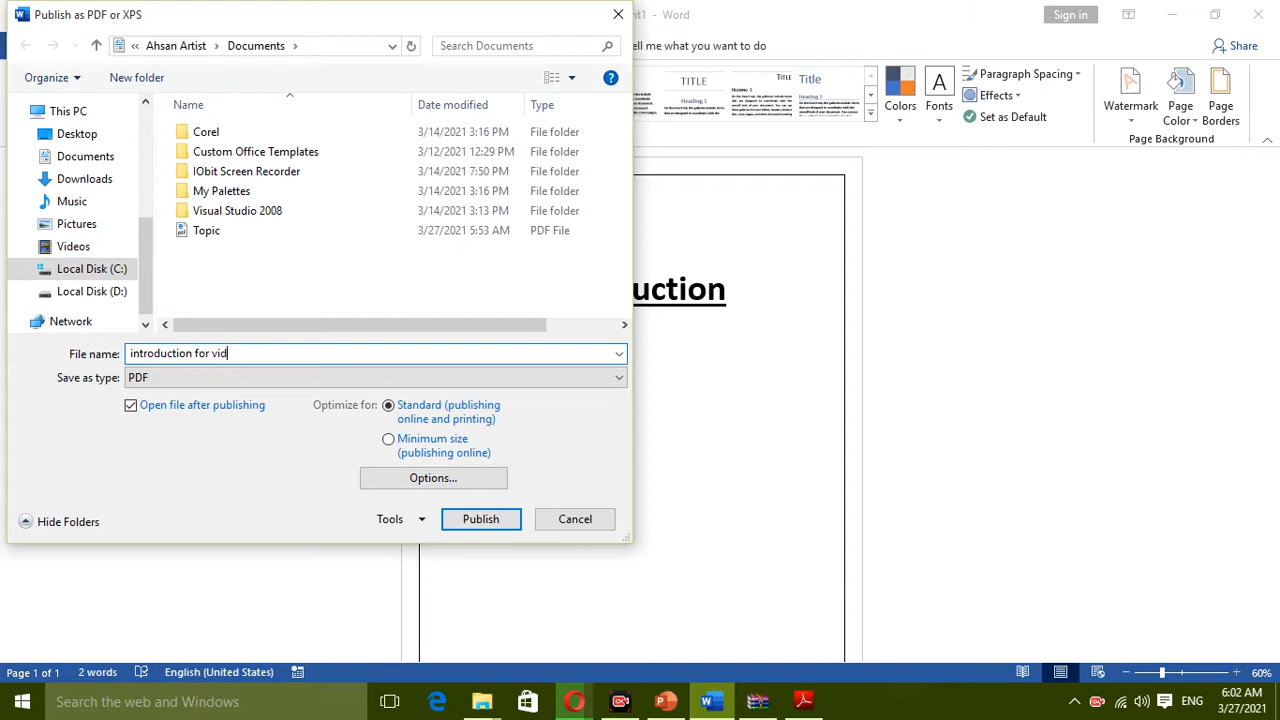 Publish as PDF or XPS
nt1 - Word
Sign in
Ahsan Artist
Documents
Search Documents
ell me what you want to do
Share
Organize
New folder
Name
Date modified
Type
Desktop
Documents
Downloads
Music
Pictures
Videos
Local Disk (C:)
Local Disk (D:)
Network
Corel 3/14/2021 3:16 PM File folder
Custom Office Templates 3/12/2021 12:29 PM File folder
IObit Screen Recorder 3/14/2021 7:50 PM File folder
My Palettes 3/14/2021 3:16 PM File folder
Visual Studio 2008 3/14/2021 3:13 PM File folder
Topic 3/27/2021 5:53 AM PDF File
TITLE
Heading 1
Title
Heading 1
Title
Heading 1
Colors
Fonts
Paragraph Spacing
Effects
Set as Default
Watermark
Page Color
Page Borders
Page Background
uction
File name: introduction for vid
Save as type: PDF
Open file after publishing
Optimize for:
Standard (publishing
online and printing)
Minimum size
(publishing online)
Options...
Hide Folders
Tools
Publish
Cancel
Page 1 of 1
2 words
English (United States)
60%
Search the web and Windows
ENG
6:02 AM
3/27/2021